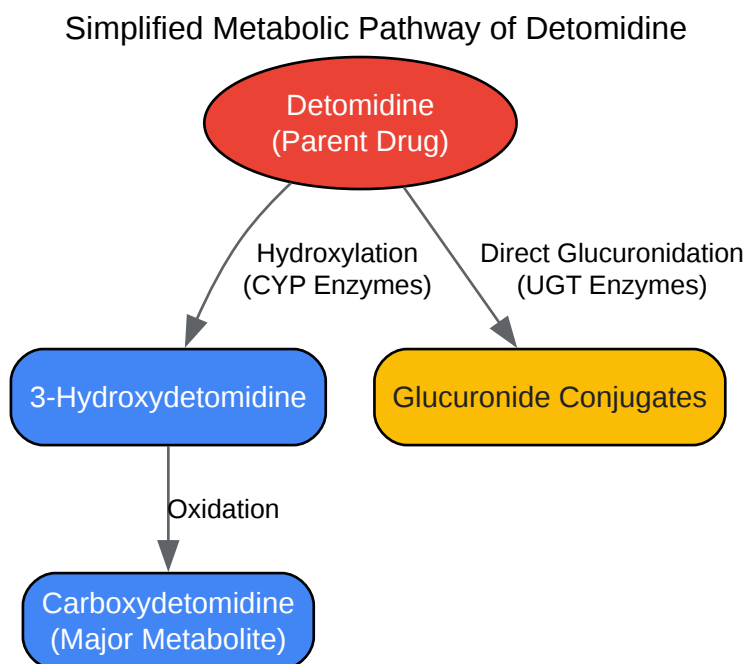 Simplified Metabolic Pathway of Detomidine
Detomidine
(Parent Drug)
Hydroxylation
(CYP Enzymes)
Direct Glucuronidation
(UGT Enzymes)
3-Hydroxydetomidine
Glucuronide Conjugates
Oxidation
Carboxydetomidine
(Major Metabolite)